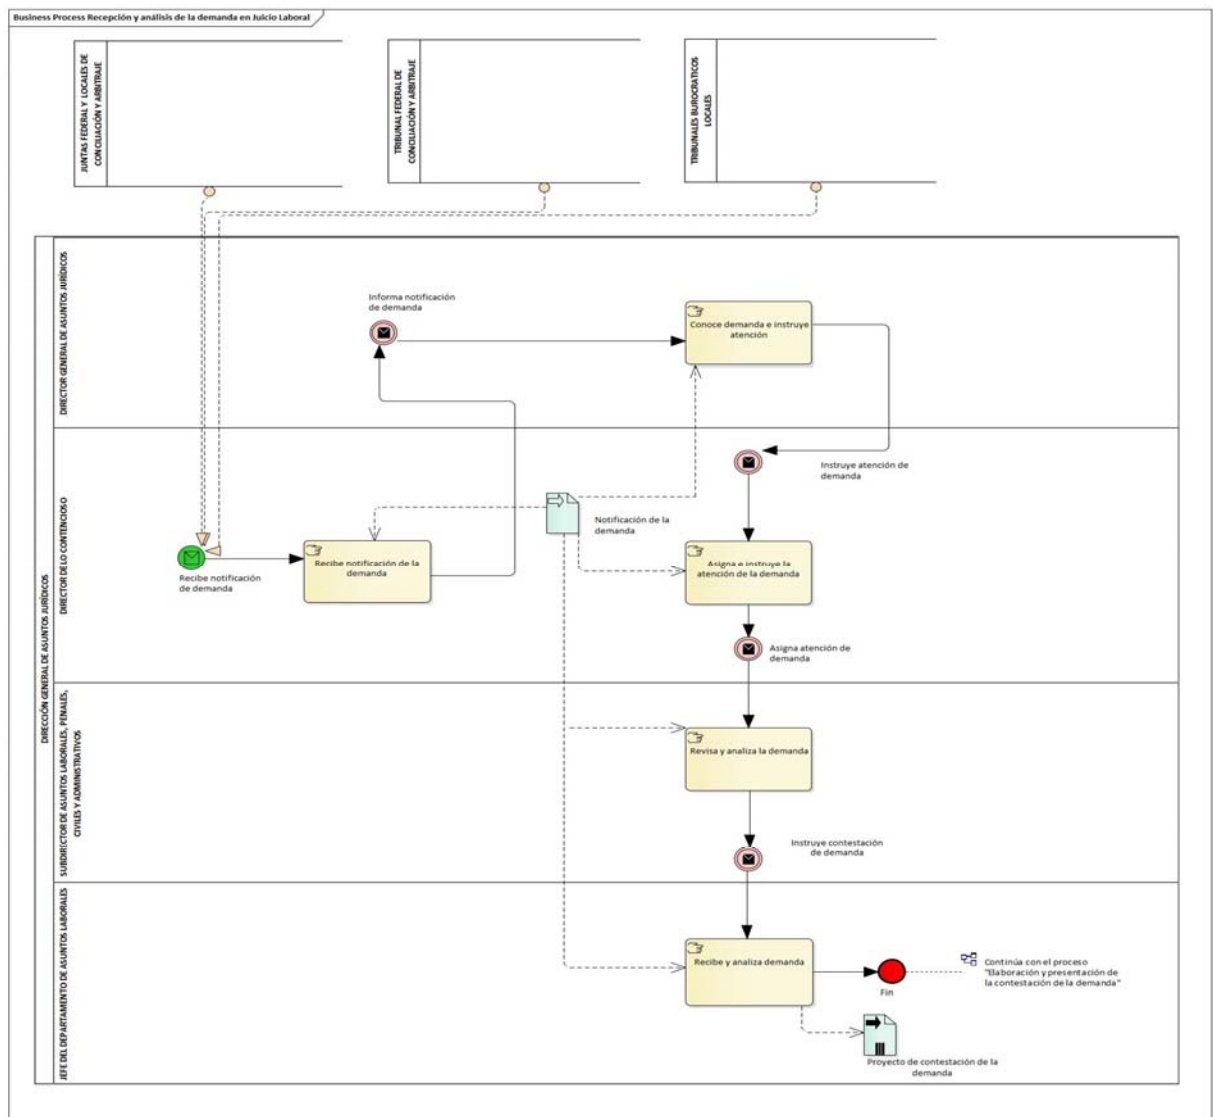 Business Process Recepción y análisis de la demanda en Juicio Laboral
JUNTAS FEDERAL Y LOCALES DE
CONCILIACIÓN Y ARBITRAJE
TRIBUNAL FEDERAL DE
CONCILIACIÓN Y ARBITRAJE
TRIBUNALES BUROCRATICOS
LOCALES
DIRECCIÓN GENERAL DE ASUNTOS JURÍDICOS
DIRECTOR GENERAL DE ASUNTOS JURÍDICOS
Informa notificación
de demanda
Conoce demanda e instruye
atención
DIRECTOR DE LO CONTENCIOSO
Instruye atención de
demanda
Notificación de la
demanda
Recibe notificación
de demanda
Recibe notificación de la
demanda
Asigna e instruye la
atención de la demanda
Asigna atención de
demanda
SUBDIRECTOR DE ASUNTOS LABORALES, PENALES,
CIVILES Y ADMINISTRATIVOS
Revisa y analiza la demanda
Instruye contestación
de demanda
JEFE DEL DEPARTAMENTO DE ASUNTOS LABORALES
Recibe y analiza demanda
Fin
Continúa con el proceso
"Elaboración y presentación de
la contestación de la demanda"
Proyecto de contestación de la
demanda